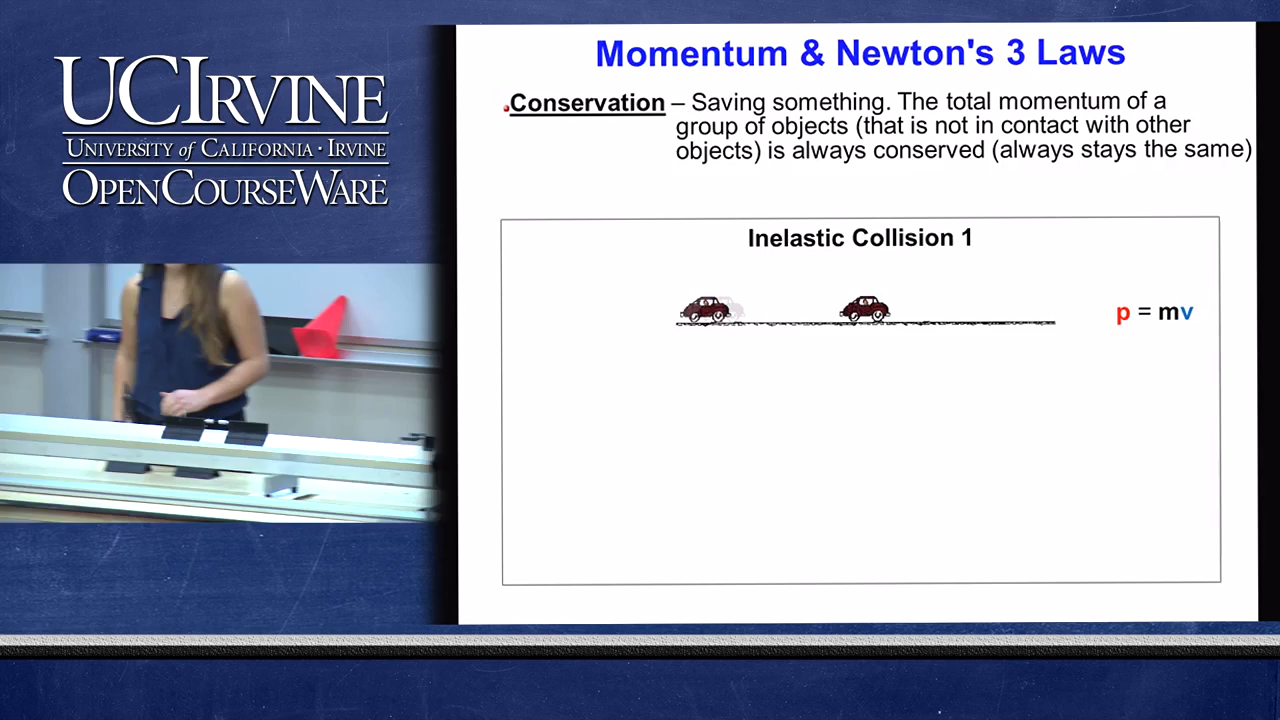 UCIRVINE
UNIVERSITY of CALIFORNIA · IRVINE
OPENCOURSEWARE
Momentum & Newton's 3 Laws
Conservation – Saving something. The total momentum of a
group of objects (that is not in contact with other
objects) is always conserved (always stays the same)
Inelastic Collision 1
p = mv